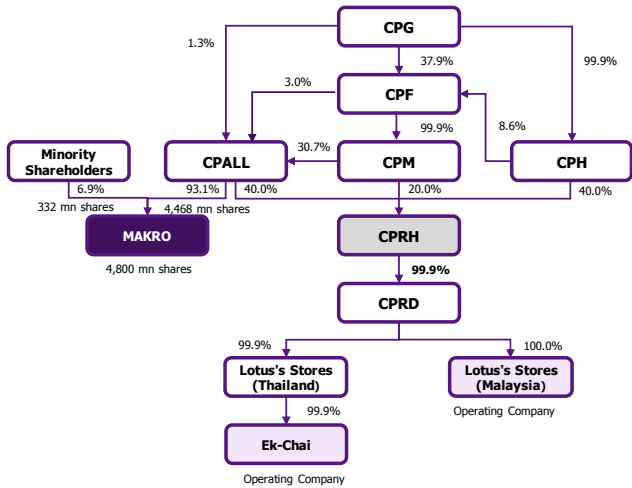 CPG
1.3%
37.9%
99.9%
3.0%
CPF
99.9%
8.6%
Minority
Shareholders
CPALL
30.7%
CPM
CPH
6.9%
93.1%
40.0%
20.0%
40.0%
332 mn shares
4,468 mn shares
MAKRO
CPRH
4,800 mn shares
99.9%
CPRD
99.9%
100.0%
Lotus's Stores
(Thailand)
Lotus's Stores
(Malaysia)
99.9%
Operating Company
Ek-Chai
Operating Company